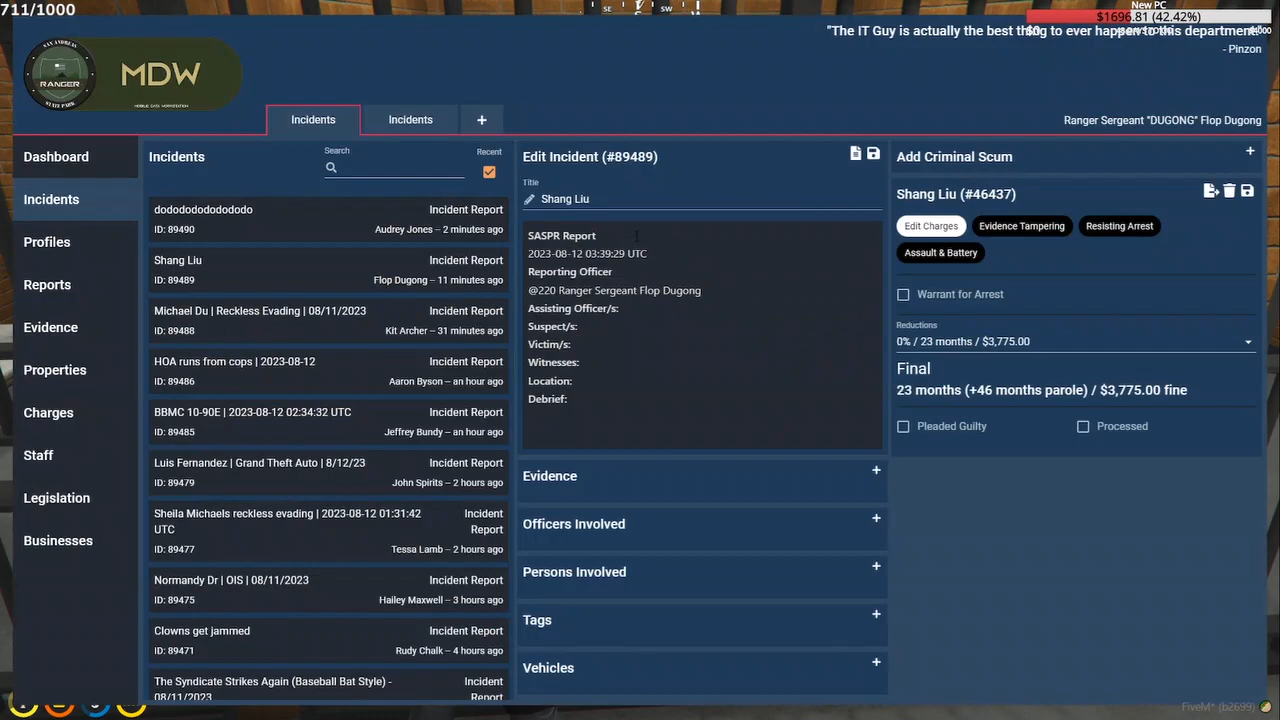 711/1000
SE
SW
New PC
$1696.81 (42.42%)
"The IT Guy is actually the best thing to ever happen to this department."
- Pinzon
SAN ANDREAS
RANGER
STATE PARK
MDW
MOBILE DATA WORKSTATION
Incidents
Incidents
+
Ranger Sergeant "DUGONG" Flop Dugong
Dashboard
Incidents
Profiles
Reports
Evidence
Properties
Charges
Staff
Legislation
Businesses
Incidents
Search
Recent
dodododododododo
Incident Report
ID: 89490
Audrey Jones – 2 minutes ago
Shang Liu
Incident Report
ID: 89489
Flop Dugong – 11 minutes ago
Michael Du | Reckless Evading | 08/11/2023
Incident Report
ID: 89488
Kit Archer – 31 minutes ago
HOA runs from cops | 2023-08-12
Incident Report
ID: 89486
Aaron Byson – an hour ago
BBMC 10-90E | 2023-08-12 02:34:32 UTC
Incident Report
ID: 89485
Jeffrey Bundy – an hour ago
Luis Fernandez | Grand Theft Auto | 8/12/23
Incident Report
ID: 89479
John Spirits – 2 hours ago
Sheila Michaels reckless evading | 2023-08-12 01:31:42
UTC
Incident
Report
ID: 89477
Tessa Lamb – 2 hours ago
Normandy Dr | OIS | 08/11/2023
Incident Report
ID: 89475
Hailey Maxwell – 3 hours ago
Clowns get jammed
Incident Report
ID: 89471
Rudy Chalk – 4 hours ago
The Syndicate Strikes Again (Baseball Bat Style) -
08/11/2023
Incident
Report
Edit Incident (#89489)
Title
Shang Liu
SASPR Report
2023-08-12 03:39:29 UTC
Reporting Officer
@220 Ranger Sergeant Flop Dugong
Assisting Officer/s:
Suspect/s:
Victim/s:
Witnesses:
Location:
Debrief:
Evidence
+
Officers Involved
+
Persons Involved
+
Tags
+
Vehicles
+
Add Criminal Scum
+
Shang Liu (#46437)
Edit Charges
Evidence Tampering
Resisting Arrest
Assault & Battery
Warrant for Arrest
Reductions
0% / 23 months / $3,775.00
Final
23 months (+46 months parole) / $3,775.00 fine
Pleaded Guilty
Processed
FiveM* (b2699)